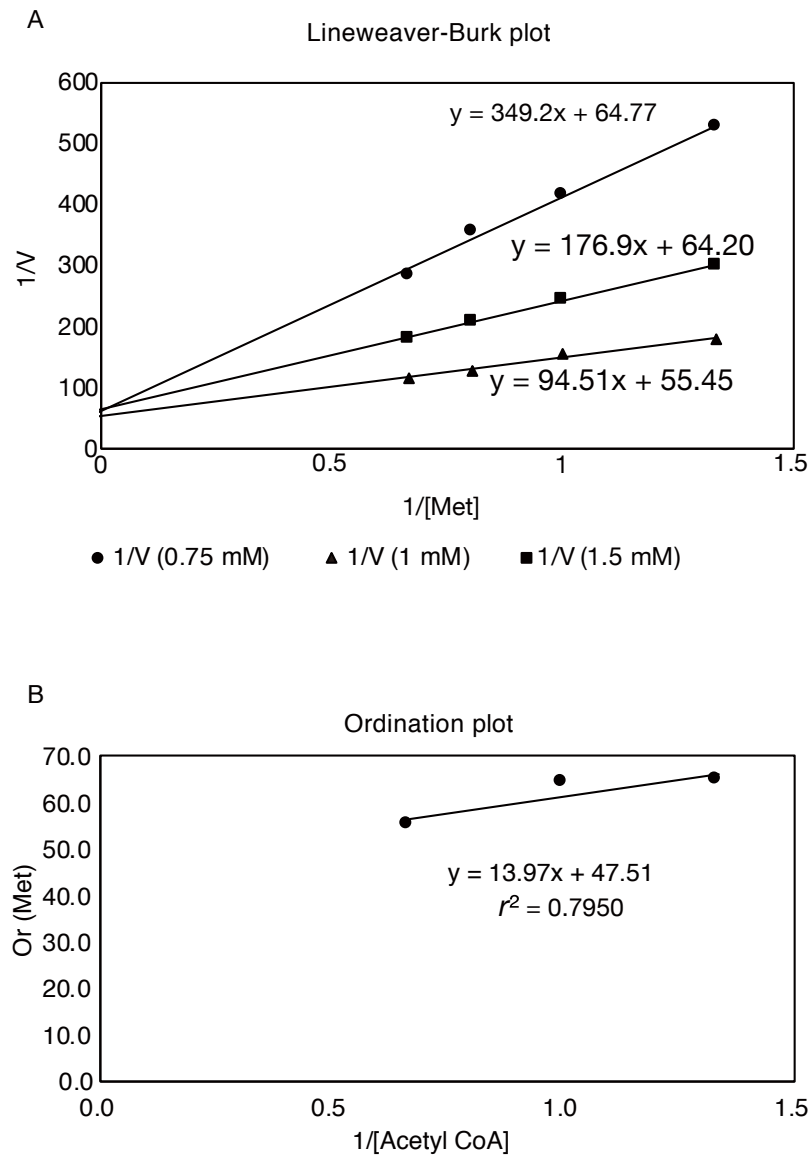 A
Lineweaver-Burk plot
600
500
400
300
200
100
0
1/V
y = 349.2x + 64.77
y = 176.9x + 64.20
y = 94.51x + 55.45
0 0.5 1 1.5
1/[Met]
1/V (0.75 mM) 1/V (1 mM) 1/V (1.5 mM)
B
Ordination plot
70.0
60.0
50.0
40.0
30.0
20.0
10.0
0.0
Or (Met)
y = 13.97x + 47.51
r² = 0.7950
0.0 0.5 1.0 1.5
1/[Acetyl CoA]